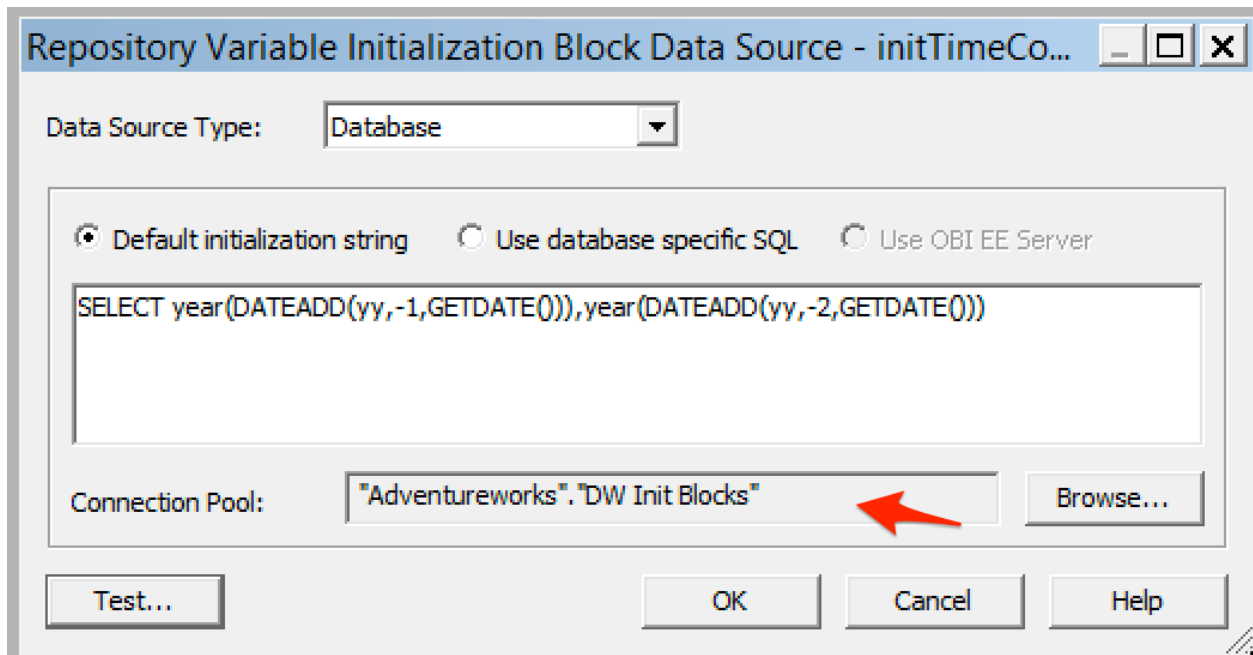 Repository Variable Initialization Block Data Source - initTimeCo...
Data Source Type: Database
Default initialization string Use database specific SQL Use OBI EE Server
SELECT year(DATEADD(yy,-1,GETDATE())),year(DATEADD(yy,-2,GETDATE()))
Connection Pool: "Adventureworks"."DW Init Blocks" Browse...
Test... OK Cancel Help